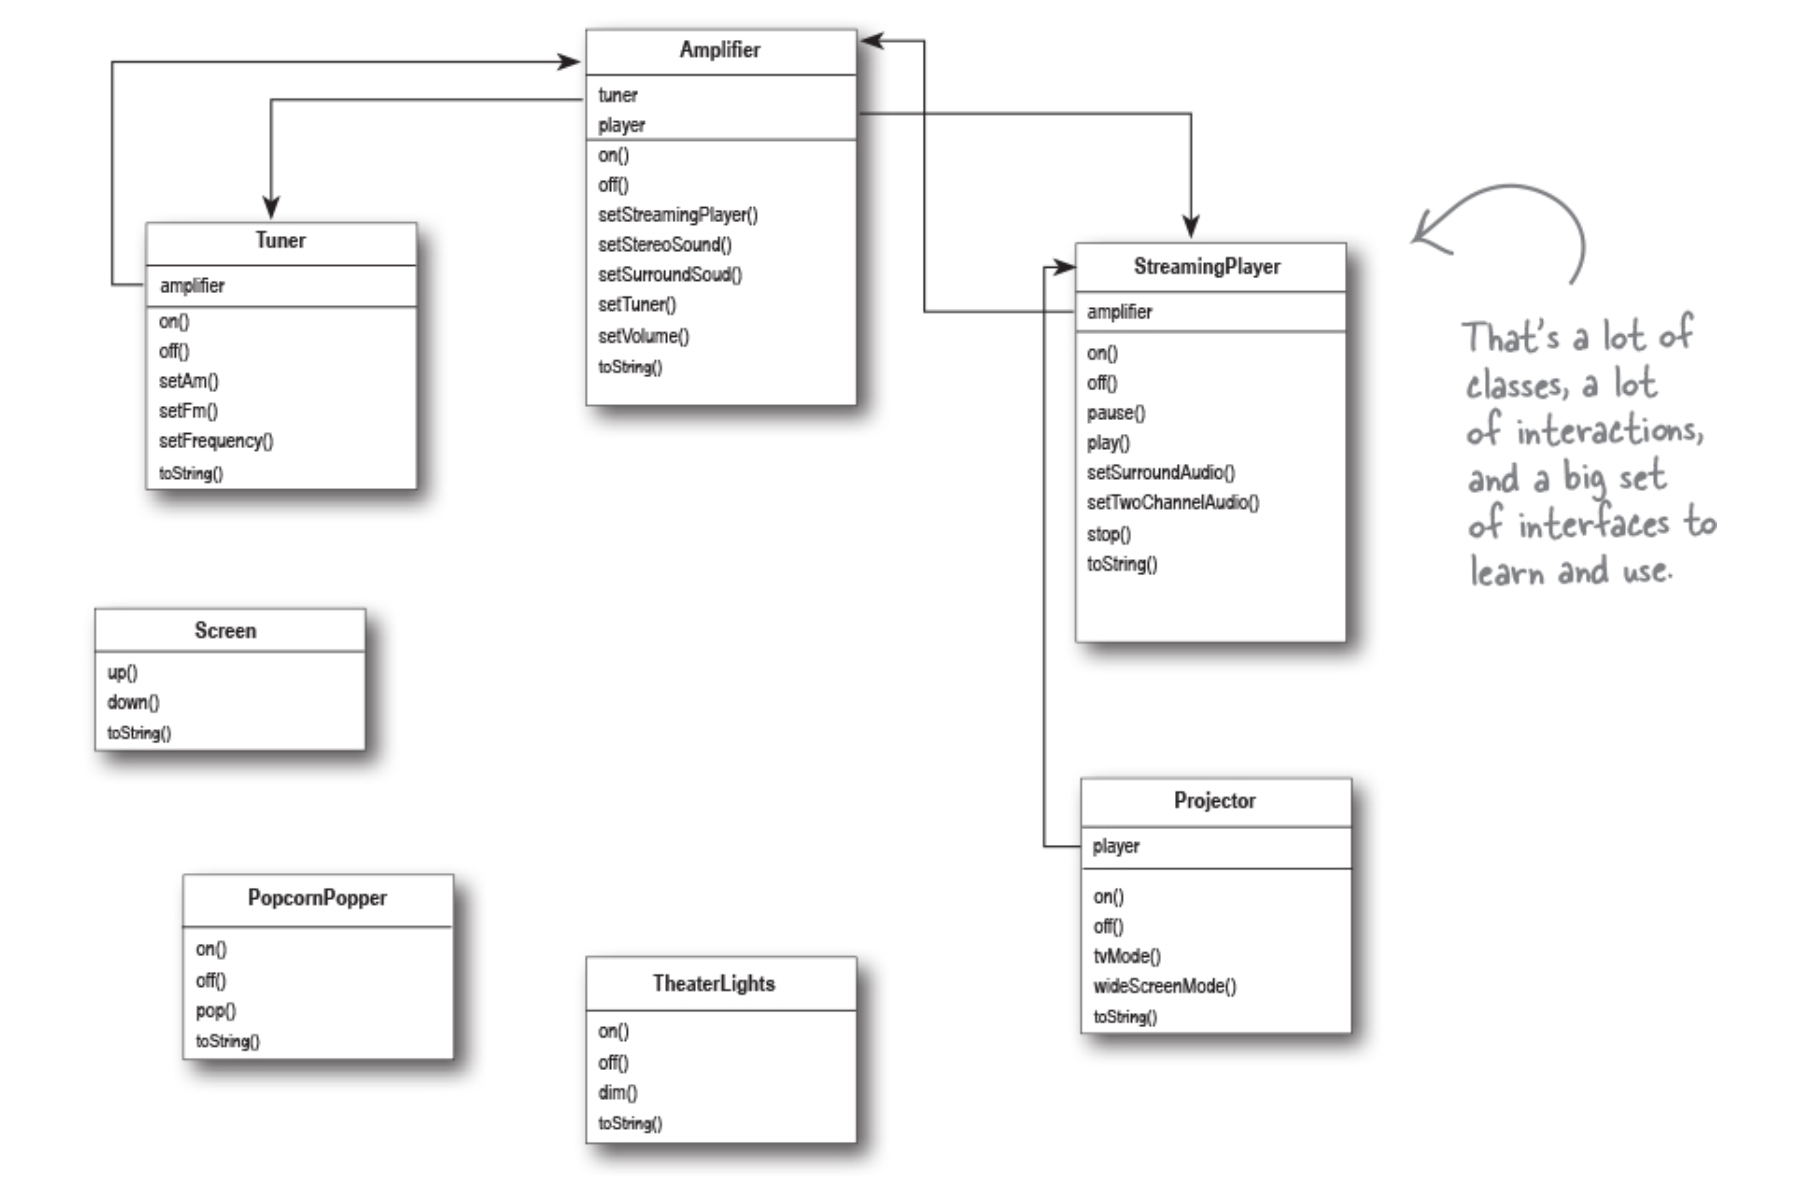 Amplifier
tuner
player
on()
off()
setStreamingPlayer()
setStereoSound()
setSurroundSoud()
setTuner()
setVolume()
toString()
Tuner
amplifier
on()
off()
setAm()
setFm()
setFrequency()
toString()
StreamingPlayer
amplifier
on()
off()
pause()
play()
setSurroundAudio()
setTwoChannelAudio()
stop()
toString()
That's a lot of
classes, a lot
of interactions,
and a big set
of interfaces to
learn and use.
Screen
up()
down()
toString()
Projector
player
on()
off()
tvMode()
wideScreenMode()
toString()
PopcornPopper
on()
off()
pop()
toString()
TheaterLights
on()
off()
dim()
toString()